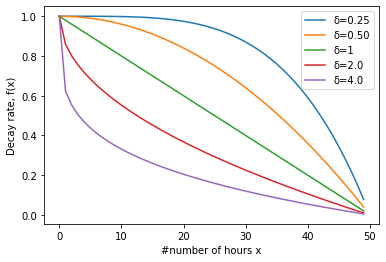 Decay rate, f(x)
1.0
0.8
0.6
0.4
0.2
0.0
0
10
20
30
40
50
#number of hours x
δ=0.25
δ=0.50
δ=1
δ=2.0
δ=4.0